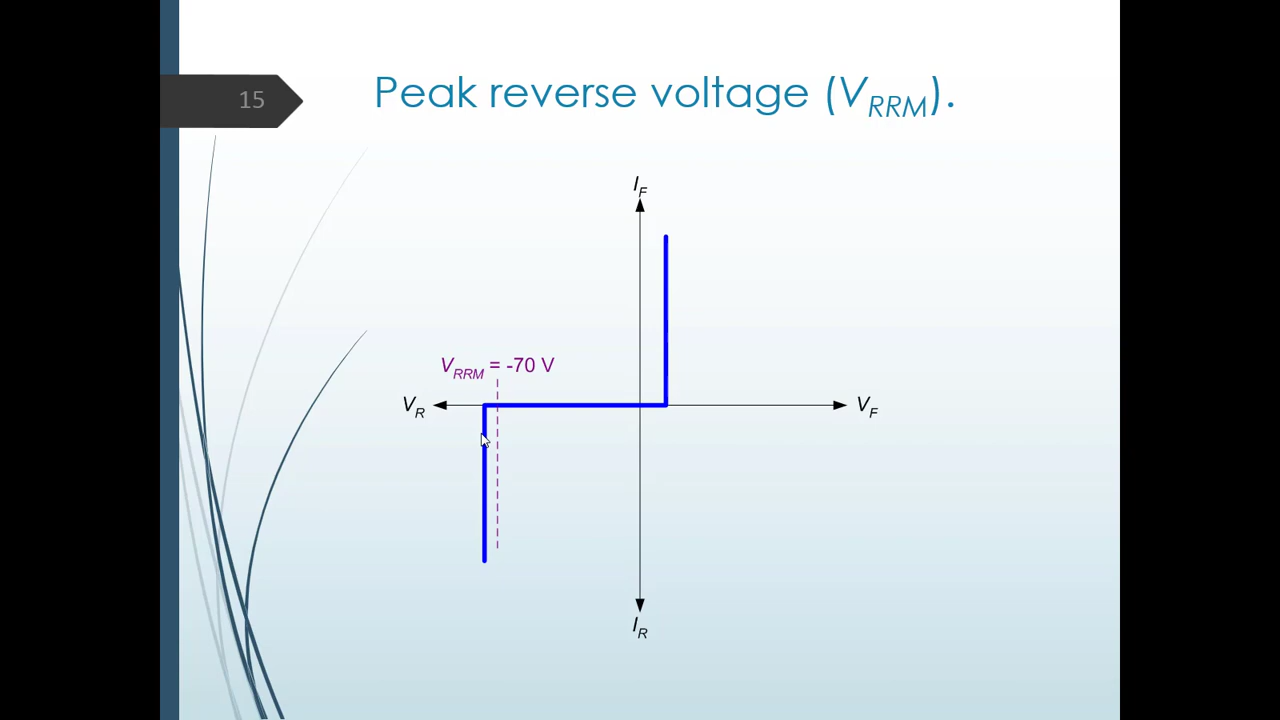 15
Peak reverse voltage (V_RRM).
I_F
V_RRM = -70 V
V_R
V_F
I_R